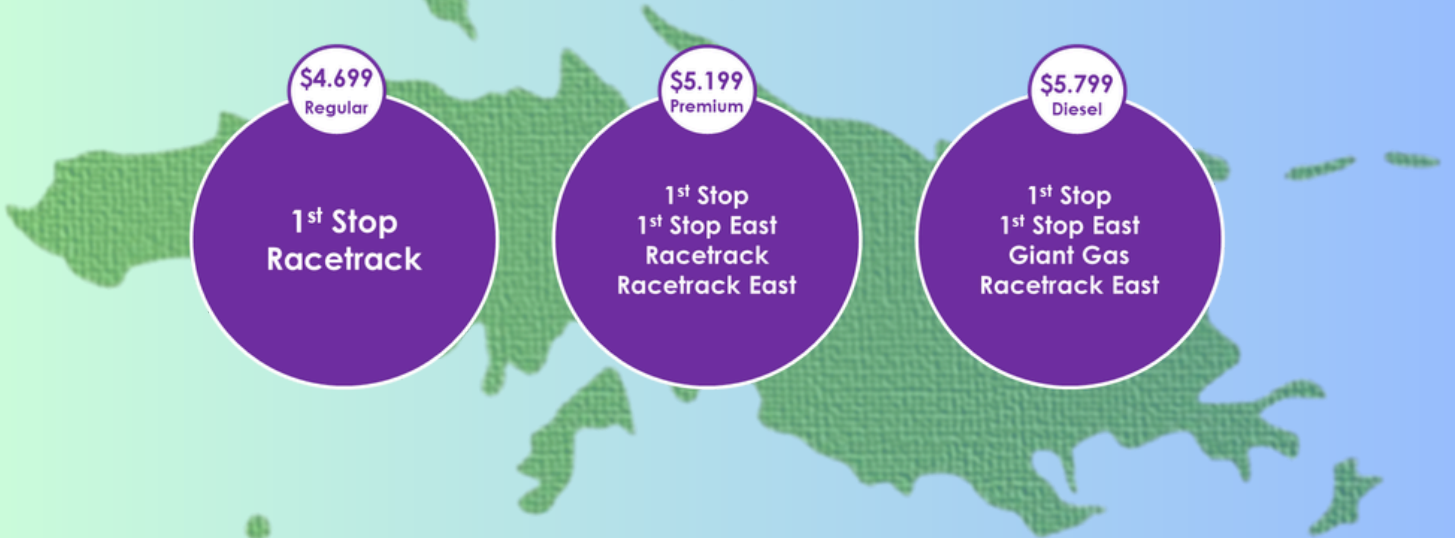 $4.699
Regular
1st Stop
Racetrack
$5.199
Premium
1st Stop
1st Stop East
Racetrack
Racetrack East
$5.799
Diesel
1st Stop
1st Stop East
Giant Gas
Racetrack East